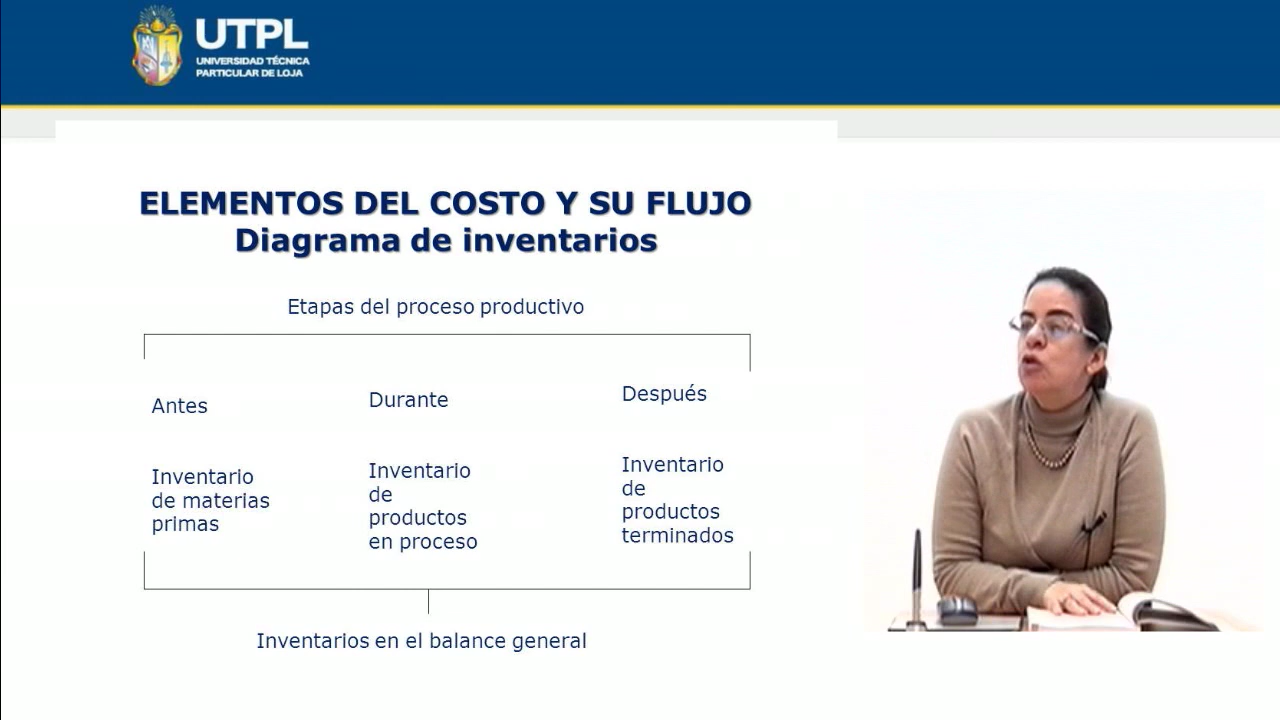 UTPL
UNIVERSIDAD TÉCNICA
PARTICULAR DE LOJA
ELEMENTOS DEL COSTO Y SU FLUJO
Diagrama de inventarios
Etapas del proceso productivo
Antes
Durante
Después
Inventario
de materias
primas
Inventario
de
productos
en proceso
Inventario
de
productos
terminados
Inventarios en el balance general